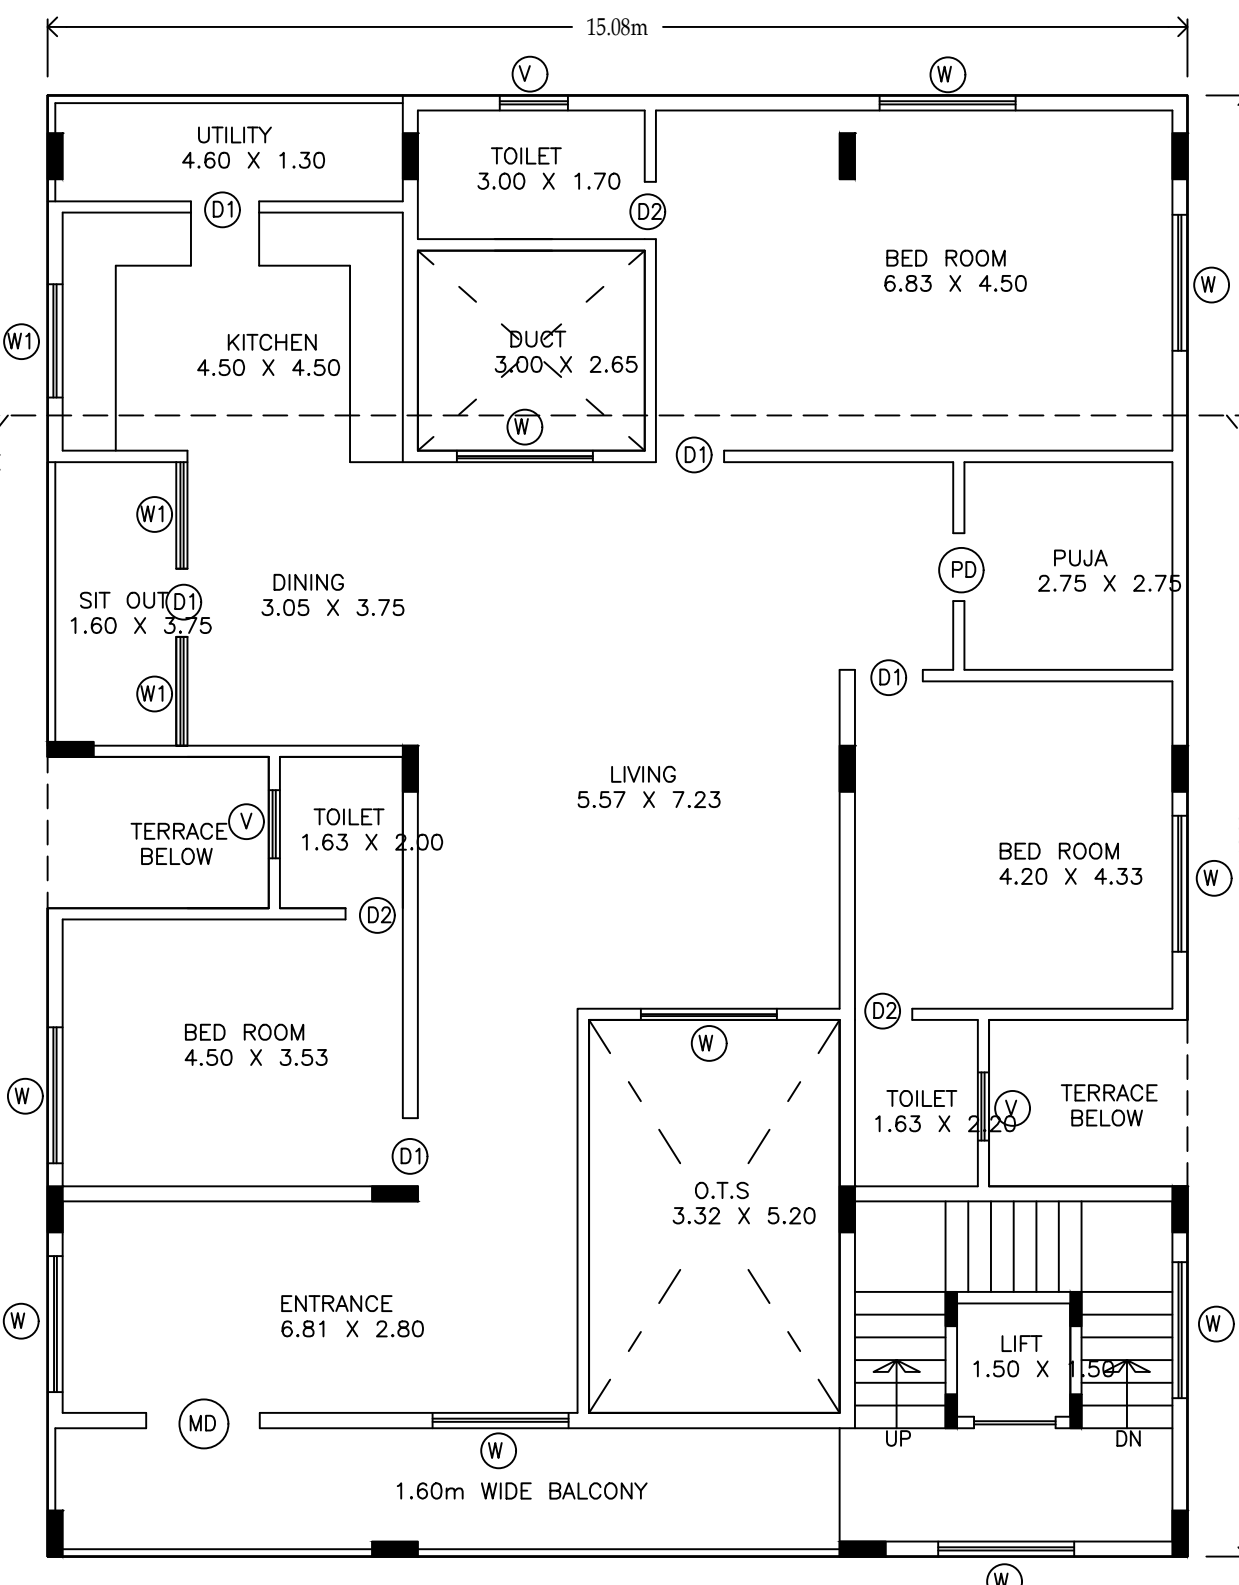 15.08m
V
W
UTILITY
4.60 X 1.30
TOILET
3.00 X 1.70
D1
D2
BED ROOM
6.83 X 4.50
W
W1
KITCHEN
4.50 X 4.50
DUCT
3.00 X 2.65
W
D1
W1
PD
PUJA
2.75 X 2.75
DINING
3.05 X 3.75
SIT OUT
1.60 X 3.75
D1
W1
D1
LIVING
5.57 X 7.23
TERRACE
BELOW
V
TOILET
1.63 X 2.00
BED ROOM
4.20 X 4.33
W
D2
D2
BED ROOM
4.50 X 3.53
W
W
TOILET
1.63 X 2.20
V
TERRACE
BELOW
D1
O.T.S
3.32 X 5.20
ENTRANCE
6.81 X 2.80
W
W
LIFT
1.50 X 1.50
MD
W
UP
DN
1.60m WIDE BALCONY
W